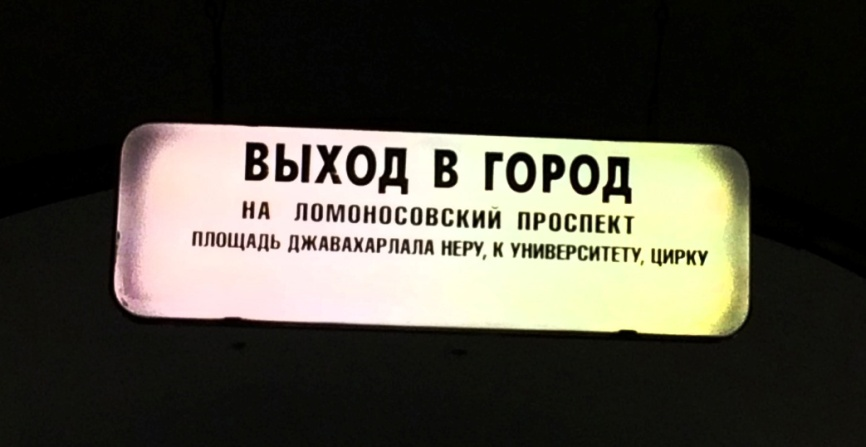 ВЫХОД В ГОРОД
НА ЛОМОНОСОВСКИЙ ПРОСПЕКТ
ПЛОЩАДЬ ДЖАВАХАРЛАЛА НЕРУ, К УНИВЕРСИТЕТУ, ЦИРКУ